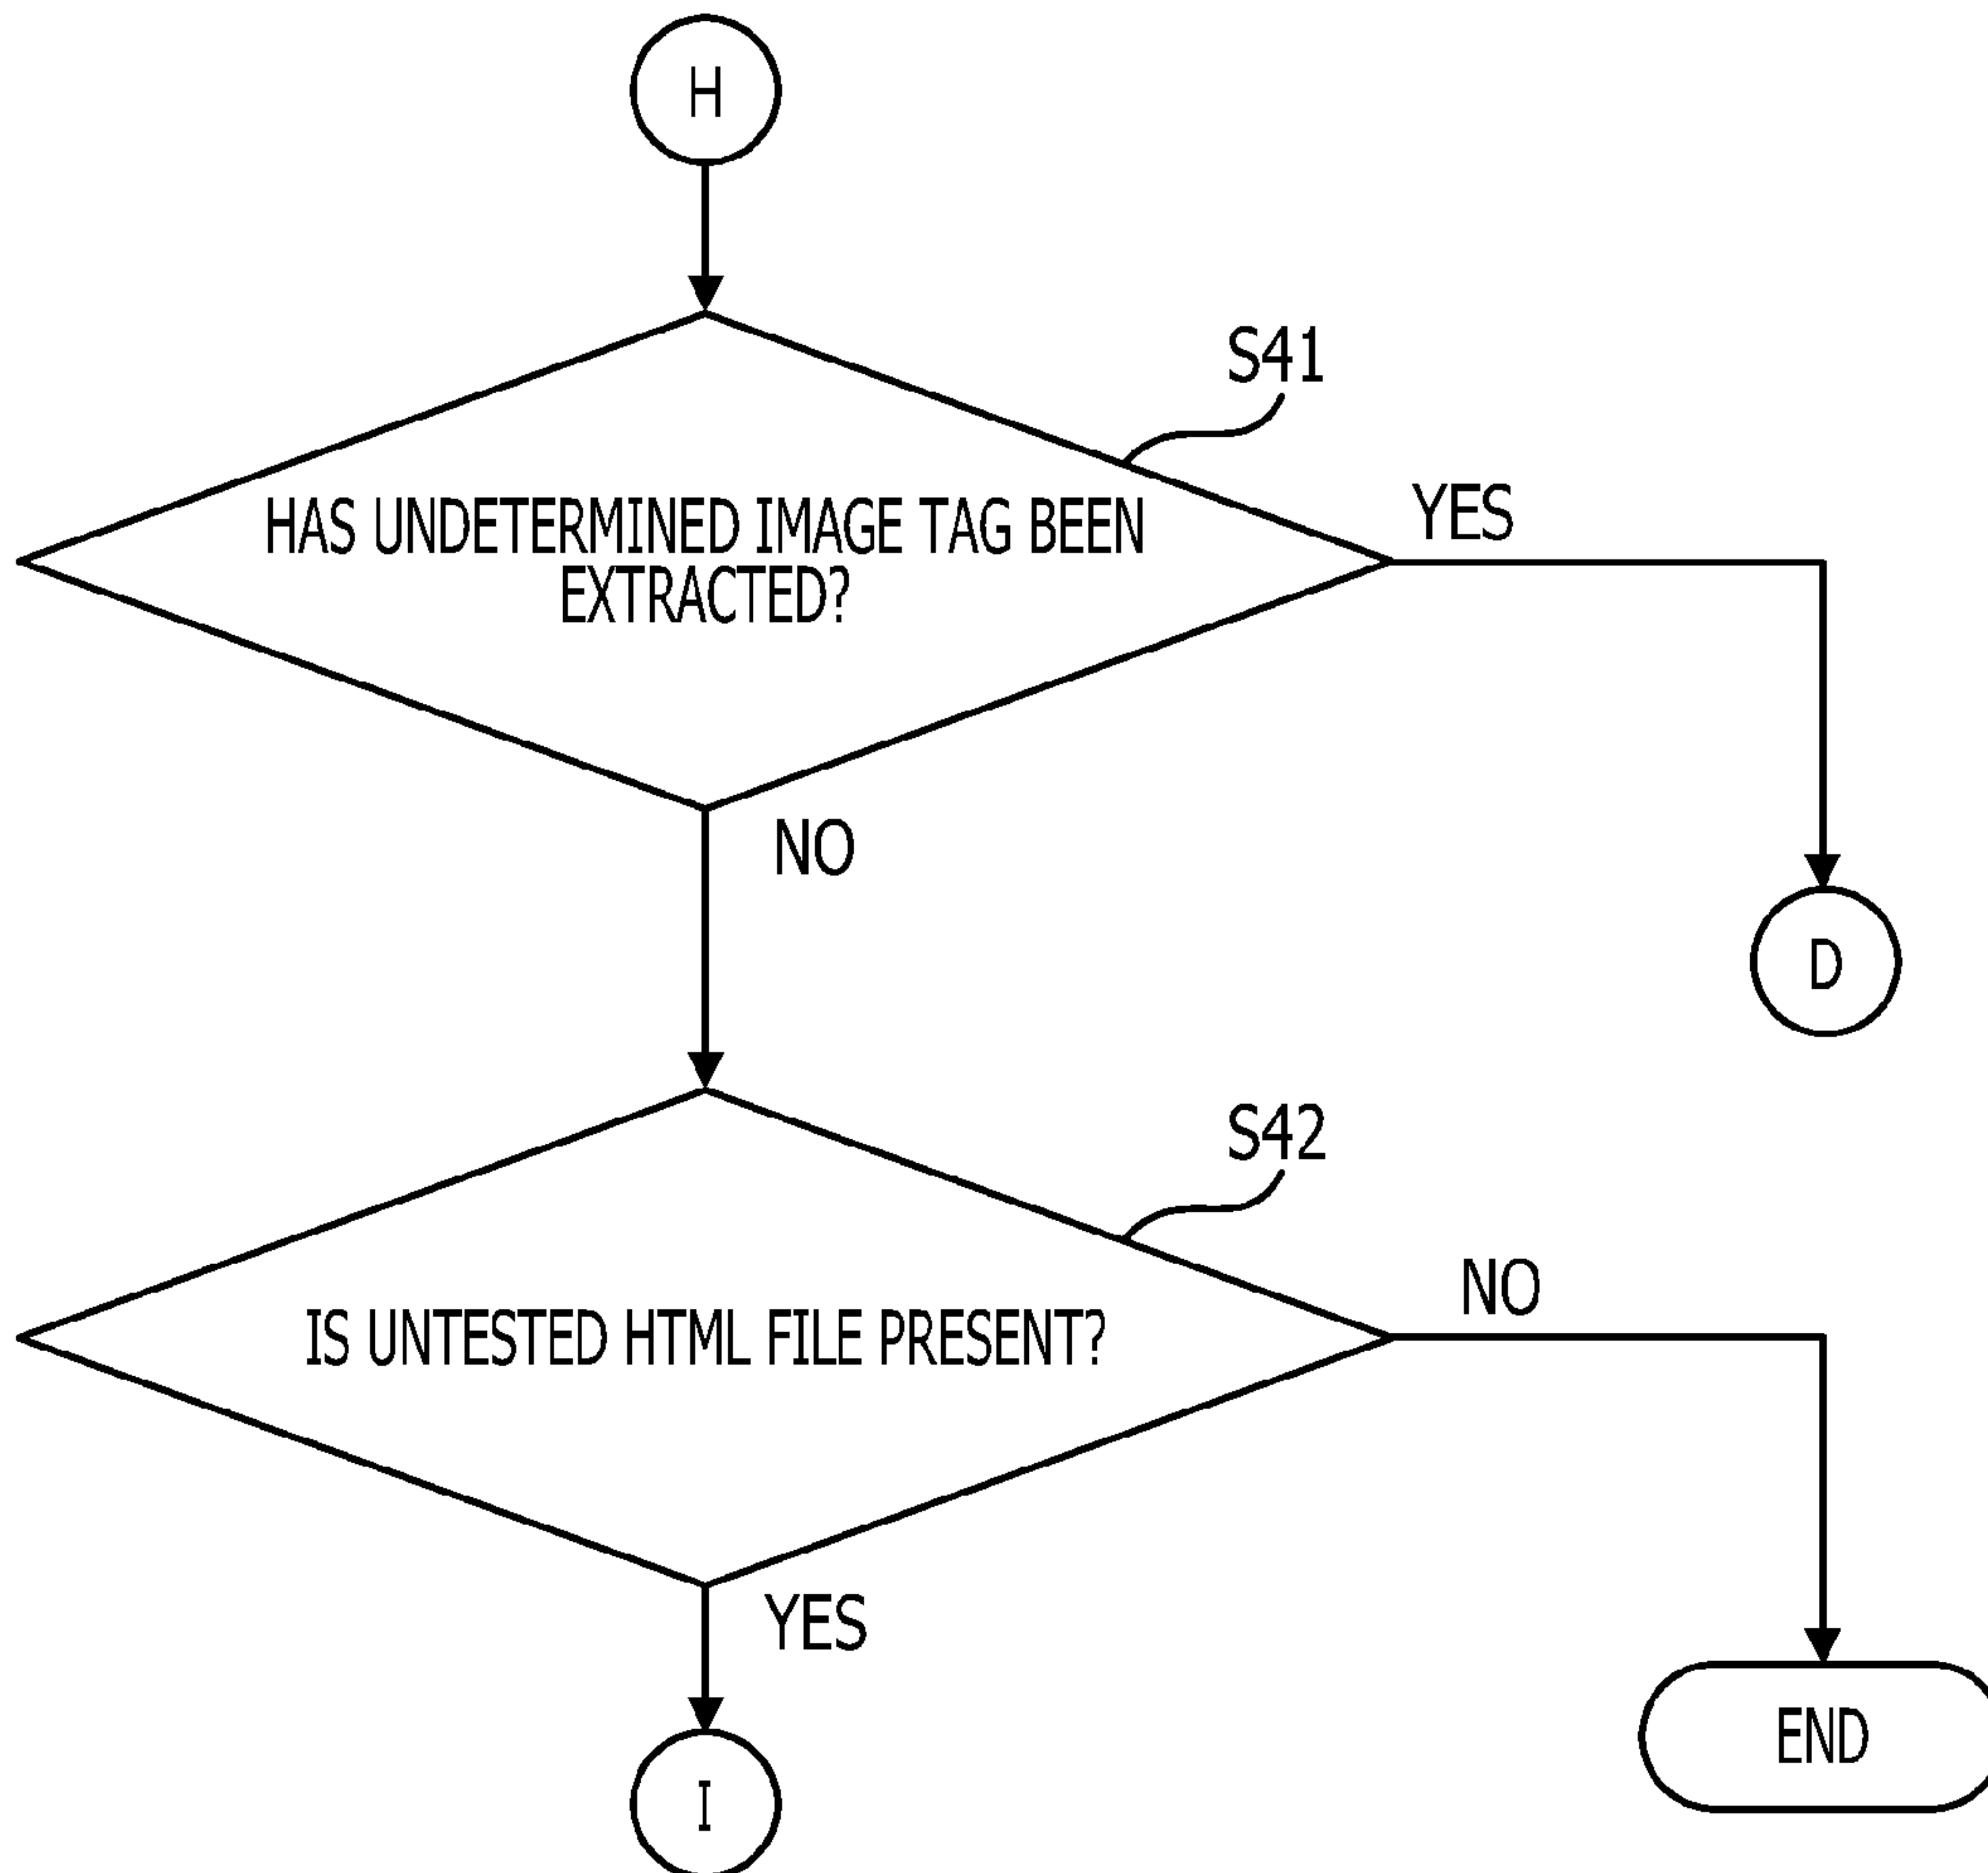 H
S41
HAS UNDETERMINED IMAGE TAG BEEN
EXTRACTED?
YES
NO
D
S42
IS UNTESTED HTML FILE PRESENT?
NO
YES
END
I